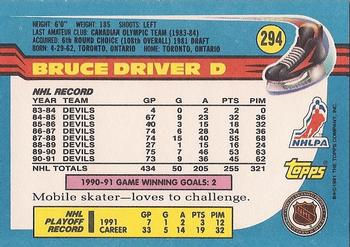 HEIGHT: 6'0" WEIGHT: 185 SHOOTS: LEFT
LAST AMATEUR CLUB: CANADIAN OLYMPIC TEAM (1983-84)
ACQUIRED: 6th ROUND CHOICE (108th OVERALL) 1981 DRAFT
BORN: 4-29-62, TORONTO, ONTARIO HOME: TORONTO, ONTARIO
294
BRUCE DRIVER D
NHL RECORD
YEAR TEAM GP G A PTS PIM
83-84 DEVILS 4 0 2 2 0
84-85 DEVILS 67 9 23 32 36
85-86 DEVILS 40 3 15 18 32
86-87 DEVILS 74 6 28 34 36
87-88 DEVILS 74 15 40 55 68
88-89 DEVILS 27 1 15 16 24
89-90 DEVILS 75 7 46 53 63
90-91 DEVILS 73 9 36 45 62
NHL TOTALS 434 50 205 255 321
1990-91 GAME WINNING GOALS: 2
Mobile skater—loves to challenge.
NHL PLAYOFF RECORD
GP G A PTS PIM
1991 7 1 2 3 12
CAREER 33 5 14 19 32
NHLPA
TOPPS
NHL